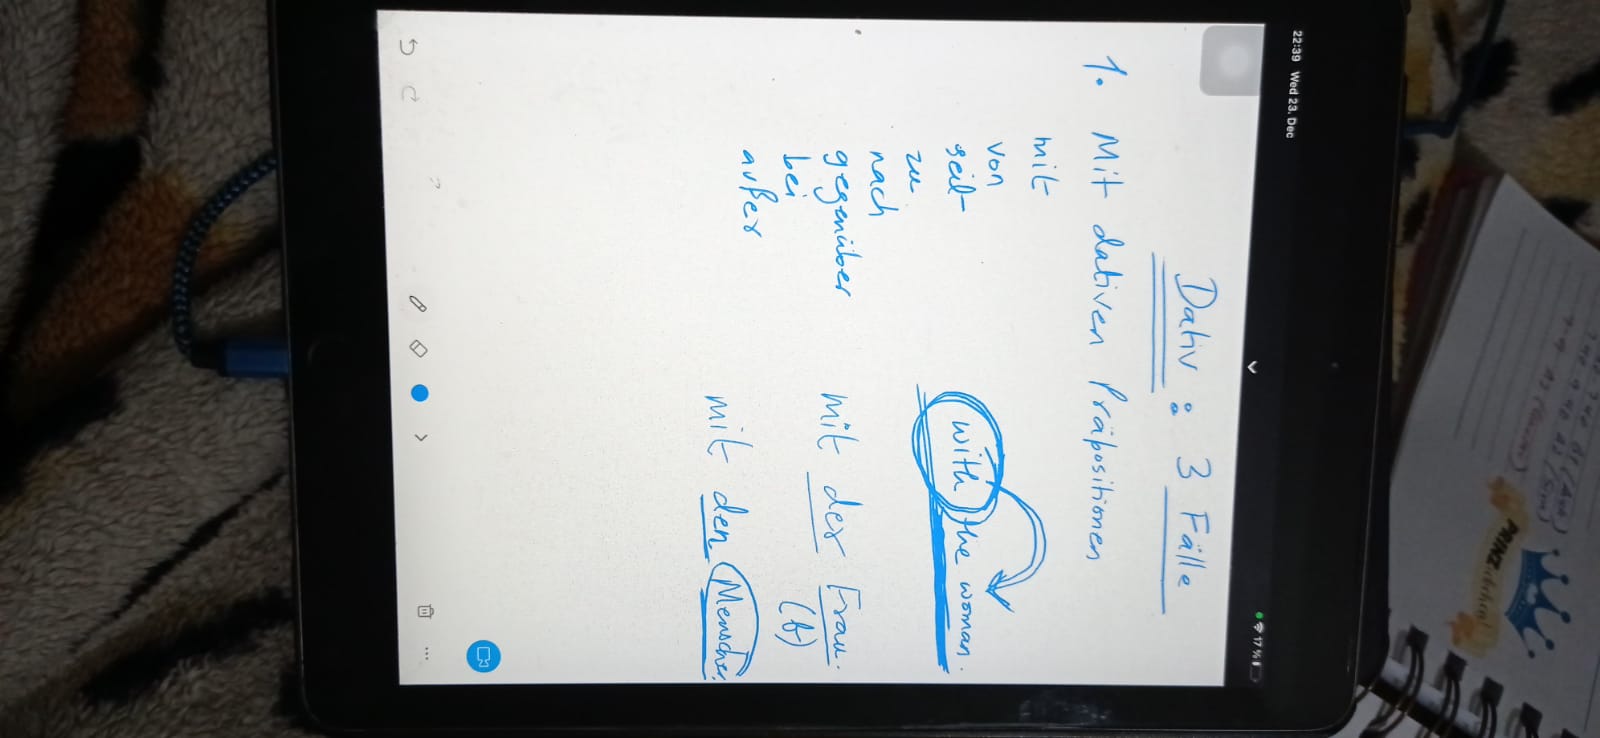 22:39 Wed 23. Dec
17%
Dativ : 3 Fälle
1. Mit dativen Präpositionen
mit
von
seit
zu
nach
gegenüber
bei
außer
with the woman.
mit der Frau.
(f)
mit den Menschen.
PRINZ